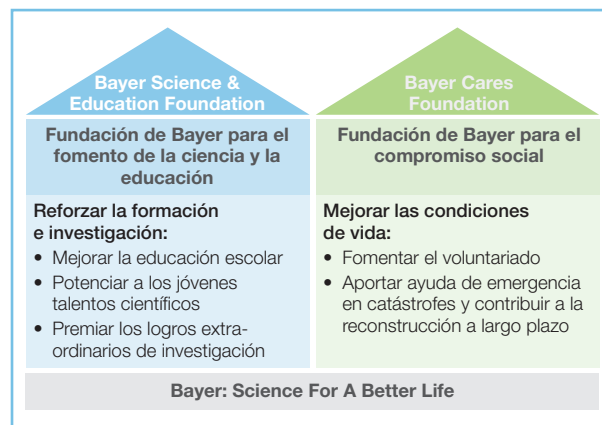 Bayer Science &
Education Foundation
Fundación de Bayer para el
fomento de la ciencia y la
educación
Reforzar la formación
e investigación:
• Mejorar la educación escolar
• Potenciar a los jóvenes
talentos científicos
• Premiar los logros extra-
ordinarios de investigación
Bayer Cares
Foundation
Fundación de Bayer para el
compromiso social
Mejorar las condiciones
de vida:
• Fomentar el voluntariado
• Aportar ayuda de emergencia
en catástrofes y contribuir a la
reconstrucción a largo plazo
Bayer: Science For A Better Life